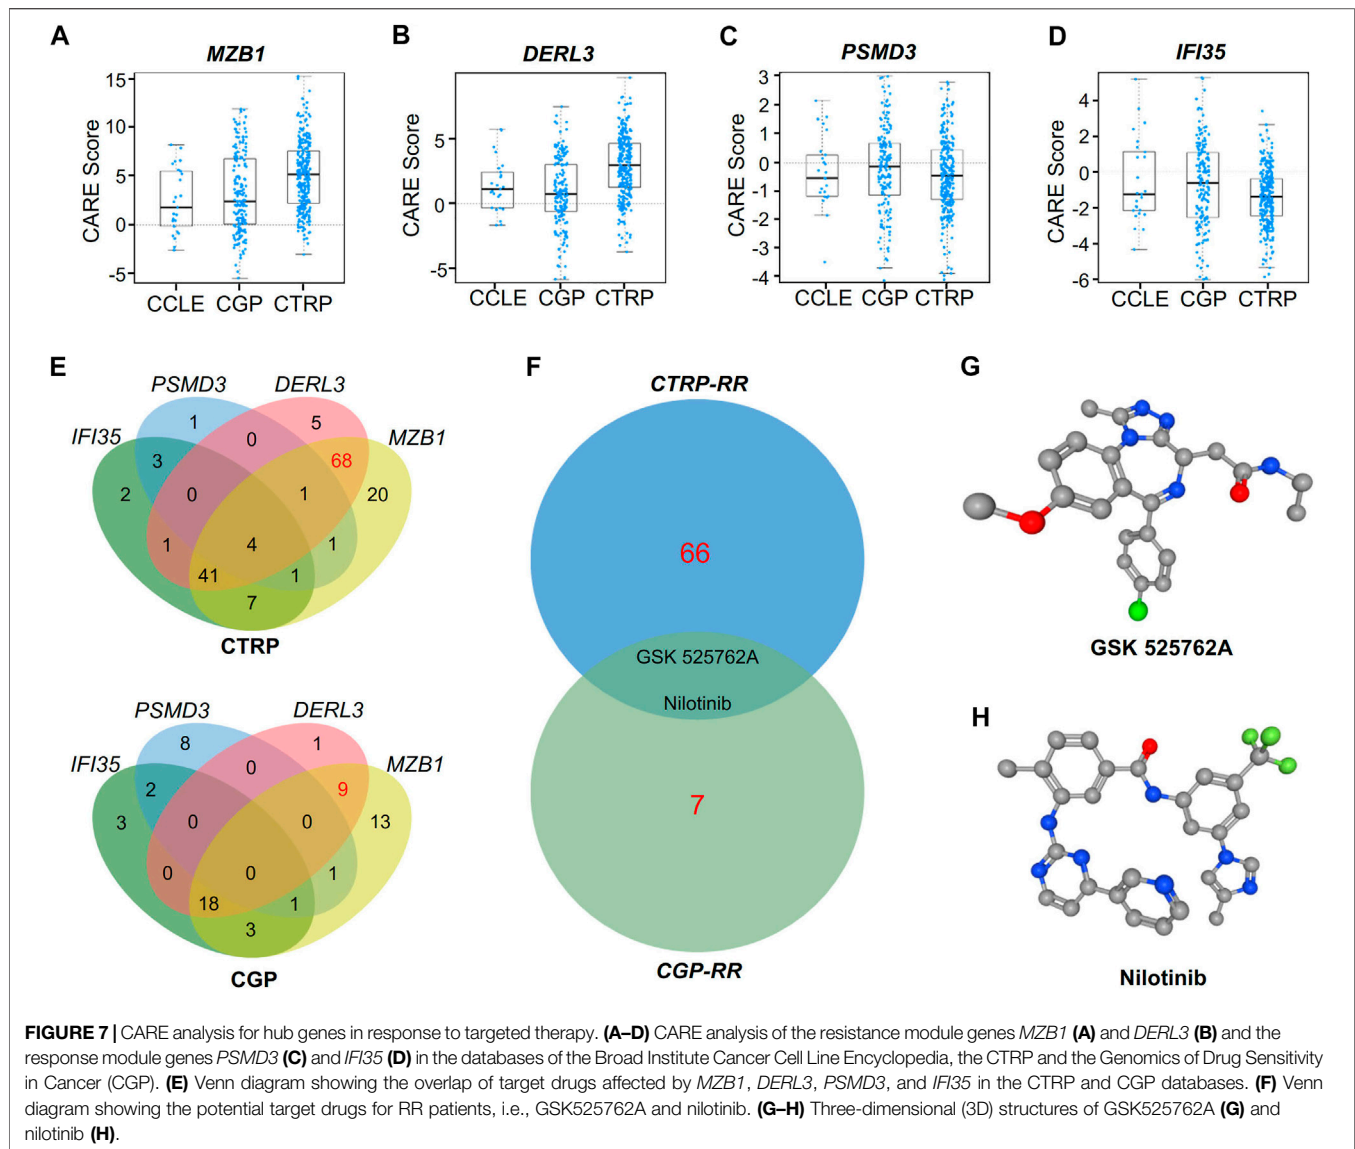 A
MZB1
CARE Score
15
10
5
0
-5
CCLE CGP CTRP
B
DERL3
CARE Score
5
0
-5
CCLE CGP CTRP
C
PSMD3
CARE Score
3
2
1
0
-1
-2
-3
-4
CCLE CGP CTRP
D
IFI35
CARE Score
4
2
0
-2
-4
-6
CCLE CGP CTRP
E
PSMD3 DERL3
IFI35 MZB1
1 0 5
3 68
2 0 1 20
1 4 1
41 1
7
CTRP
PSMD3 DERL3
IFI35 MZB1
8 0 1
2 9
3 0 0 13
0 0 1
18 1
3
CGP
F
CTRP-RR
66
GSK 525762A
Nilotinib
7
CGP-RR
G
GSK 525762A
H
Nilotinib
FIGURE 7 | CARE analysis for hub genes in response to targeted therapy. (A–D) CARE analysis of the resistance module genes MZB1 (A) and DERL3 (B) and the
response module genes PSMD3 (C) and IFI35 (D) in the databases of the Broad Institute Cancer Cell Line Encyclopedia, the CTRP and the Genomics of Drug Sensitivity
in Cancer (CGP). (E) Venn diagram showing the overlap of target drugs affected by MZB1, DERL3, PSMD3, and IFI35 in the CTRP and CGP databases. (F) Venn
diagram showing the potential target drugs for RR patients, i.e., GSK525762A and nilotinib. (G–H) Three-dimensional (3D) structures of GSK525762A (G) and
nilotinib (H).